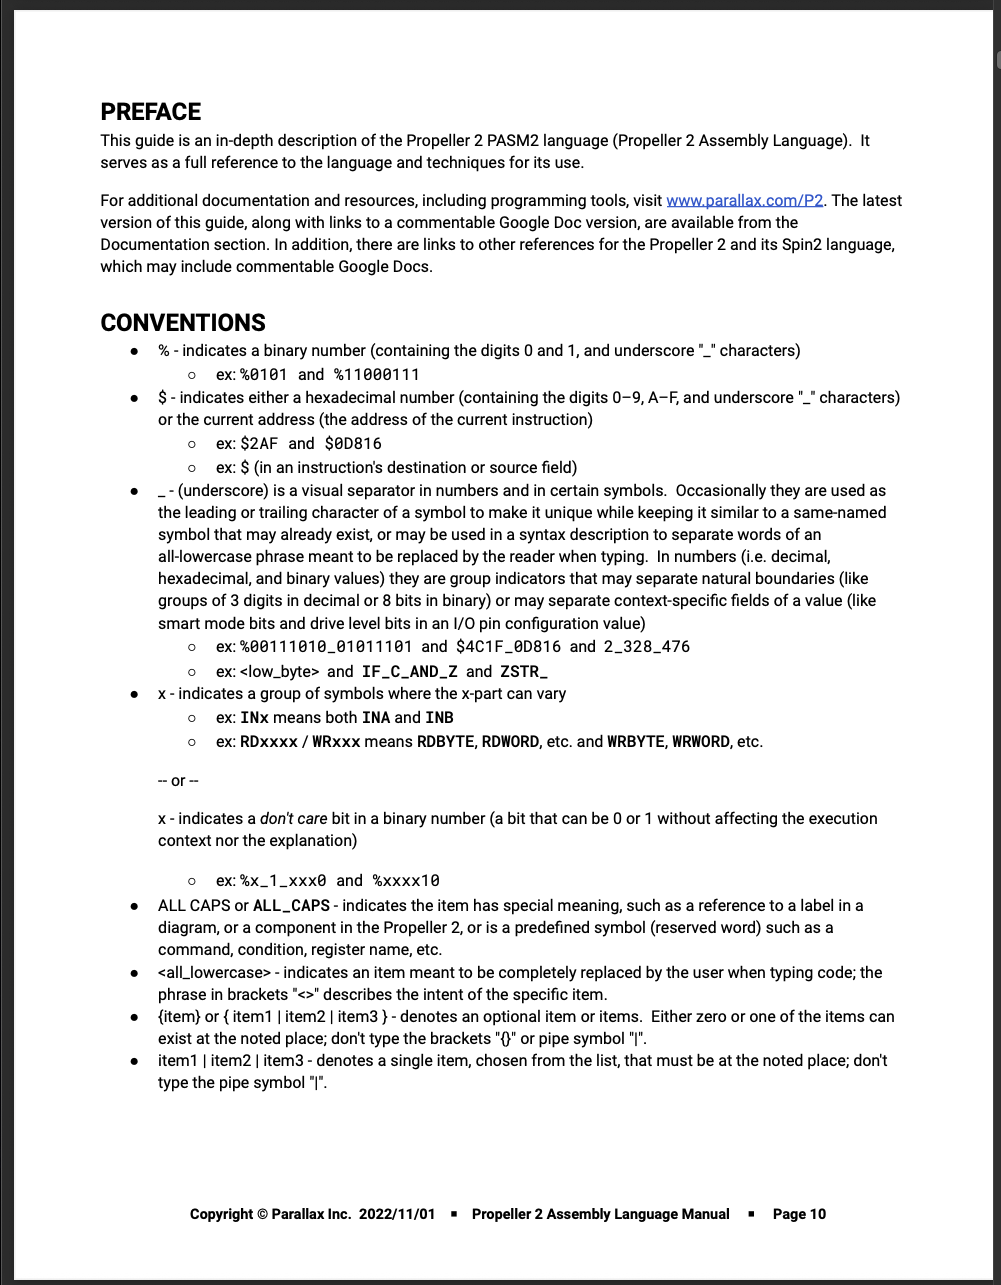 PREFACE
This guide is an in-depth description of the Propeller 2 PASM2 language (Propeller 2 Assembly Language).  It
serves as a full reference to the language and techniques for its use.
For additional documentation and resources, including programming tools, visit www.parallax.com/P2. The latest
version of this guide, along with links to a commentable Google Doc version, are available from the
Documentation section. In addition, there are links to other references for the Propeller 2 and its Spin2 language,
which may include commentable Google Docs.
CONVENTIONS
● % - indicates a binary number (containing the digits 0 and 1, and underscore "_" characters)
○ ex: %0101 and %11000111
● $ - indicates either a hexadecimal number (containing the digits 0–9, A–F, and underscore "_" characters)
or the current address (the address of the current instruction)
○ ex: $2AF and $0D816
○ ex: $ (in an instruction's destination or source field)
● _ - (underscore) is a visual separator in numbers and in certain symbols.  Occasionally they are used as
the leading or trailing character of a symbol to make it unique while keeping it similar to a same-named
symbol that may already exist, or may be used in a syntax description to separate words of an
all-lowercase phrase meant to be replaced by the reader when typing.  In numbers (i.e. decimal,
hexadecimal, and binary values) they are group indicators that may separate natural boundaries (like
groups of 3 digits in decimal or 8 bits in binary) or may separate context-specific fields of a value (like
smart mode bits and drive level bits in an I/O pin configuration value)
○ ex: %00111010_01011101 and $4C1F_0D816 and 2_328_476
○ ex: <low_byte> and IF_C_AND_Z and ZSTR_
● x - indicates a group of symbols where the x-part can vary
○ ex: INx means both INA and INB
○ ex: RDxxxx / WRxxx means RDBYTE, RDWORD, etc. and WRBYTE, WRWORD, etc.
-- or --
x - indicates a don't care bit in a binary number (a bit that can be 0 or 1 without affecting the execution
context nor the explanation)
○ ex: %x_1_xxx0 and %xxxx10
● ALL CAPS or ALL_CAPS - indicates the item has special meaning, such as a reference to a label in a
diagram, or a component in the Propeller 2, or is a predefined symbol (reserved word) such as a
command, condition, register name, etc.
● <all_lowercase> - indicates an item meant to be completely replaced by the user when typing code; the
phrase in brackets "<>" describes the intent of the specific item.
● {item} or { item1 | item2 | item3 } - denotes an optional item or items.  Either zero or one of the items can
exist at the noted place; don't type the brackets "{}" or pipe symbol "|".
● item1 | item2 | item3 - denotes a single item, chosen from the list, that must be at the noted place; don't
type the pipe symbol "|".
Copyright © Parallax Inc.  2022/11/01 ▪ Propeller 2 Assembly Language Manual ▪ Page 10